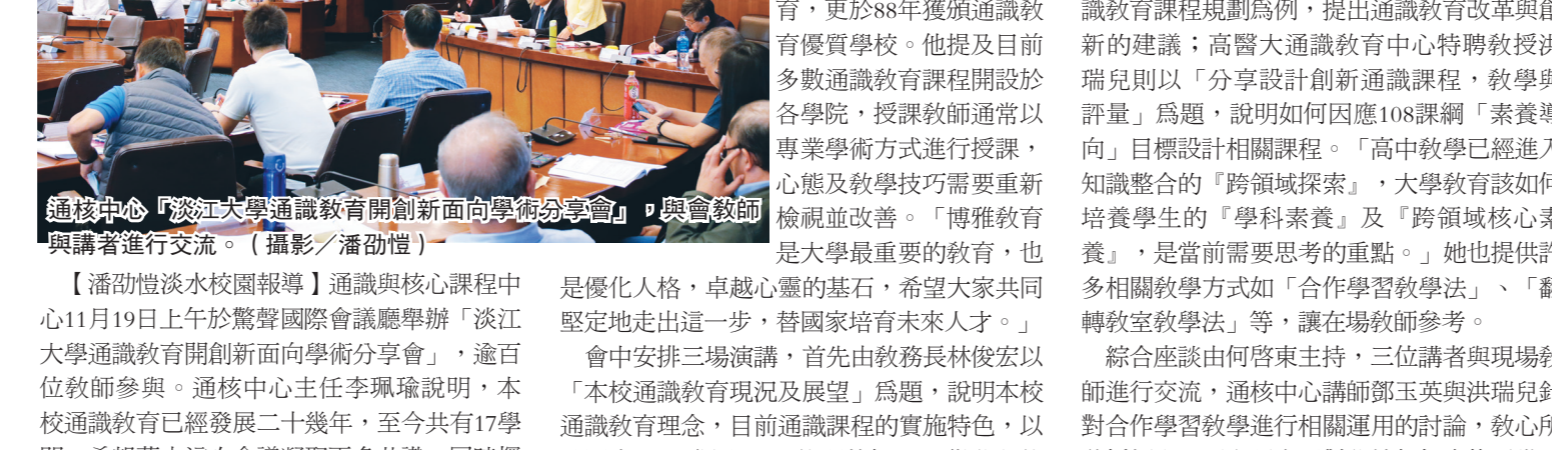 通核中心「淡江大學通識教育開創新面向學術分享會」，與會教師
與講者進行交流。（攝影／潘劭愷）
【潘劭愷淡水校園報導】通識與核心課程中
心11月19日上午於驚聲國際會議廳舉辦「淡江
大學通識教育開創新面向學術分享會」，逾百
位教師參與。通核中心主任李珮瑜說明，本
校通識教育已經發展二十幾年，至今共有17學
育，更於88年獲頒通識教
育優質學校。他提及目前
多數通識教育課程開設於
各學院，授課教師通常以
專業學術方式進行授課，
心態及教學技巧需要重新
檢視並改善。「博雅教育
是大學最重要的教育，也
是優化人格，卓越心靈的基石，希望大家共同
堅定地走出這一步，替國家培育未來人才。」
會中安排三場演講，首先由教務長林俊宏以
「本校通識教育現況及展望」為題，說明本校
通識教育理念，目前通識課程的實施特色，以
識教育課程規劃為例，提出通識教育改革與創
新的建議；高醫大通識教育中心特聘教授洪
瑞兒則以「分享設計創新通識課程，教學與
評量」為題，說明如何因應108課綱「素養導
向」目標設計相關課程。「高中教學已經進入
知識整合的『跨領域探索』，大學教育該如何
培養學生的『學科素養』及『跨領域核心素
養』，是當前需要思考的重點。」她也提供許
多相關教學方式如「合作學習教學法」、「翻
轉教室教學法」等，讓在場教師參考。
綜合座談由何啓東主持，三位講者與現場教
師進行交流，通核中心講師鄧玉英與洪瑞兒針
對合作學習教學進行相關運用的討論，教心所